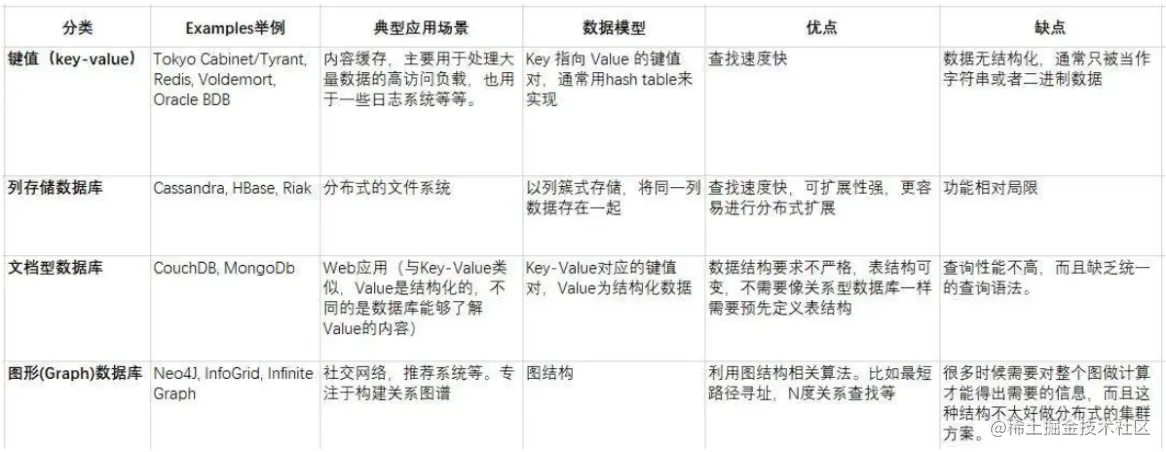 分类 Examples举例 典型应用场景 数据模型 优点 缺点
键值（key-value）
Tokyo Cabinet/Tyrant,
Redis, Voldemort,
Oracle BDB
内容缓存，主要用于处理大
量数据的高访问负载，也用
于一些日志系统等等。
Key 指向 Value 的键值
对，通常用hash table来
实现
查找速度快
数据无结构化，通常只被当作
字符串或者二进制数据
列存储数据库
Cassandra, HBase, Riak
分布式的文件系统
以列簇式存储，将同一列
数据存在一起
查找速度快，可扩展性强，更容
易进行分布式扩展
功能相对局限
文档型数据库
CouchDB, MongoDb
Web应用（与Key-Value类
似，Value是结构化的，不
同的是数据库能够了解
Value的内容）
Key-Value对应的键值
对，Value为结构化数据
数据结构要求不严格，表结构可
变，不需要像关系型数据库一样
需要预先定义表结构
查询性能不高，而且缺乏统一
的查询语法。
图形(Graph)数据库
Neo4J, InfoGrid, Infinite
Graph
社交网络，推荐系统等。专
注于构建关系图谱
图结构
利用图结构相关算法。比如最短
路径寻址，N度关系查找等
很多时候需要对整个图做计算
才能得出需要的信息，而且这
种结构不太好做分布式的集群
方案。
@稀土掘金技术社区